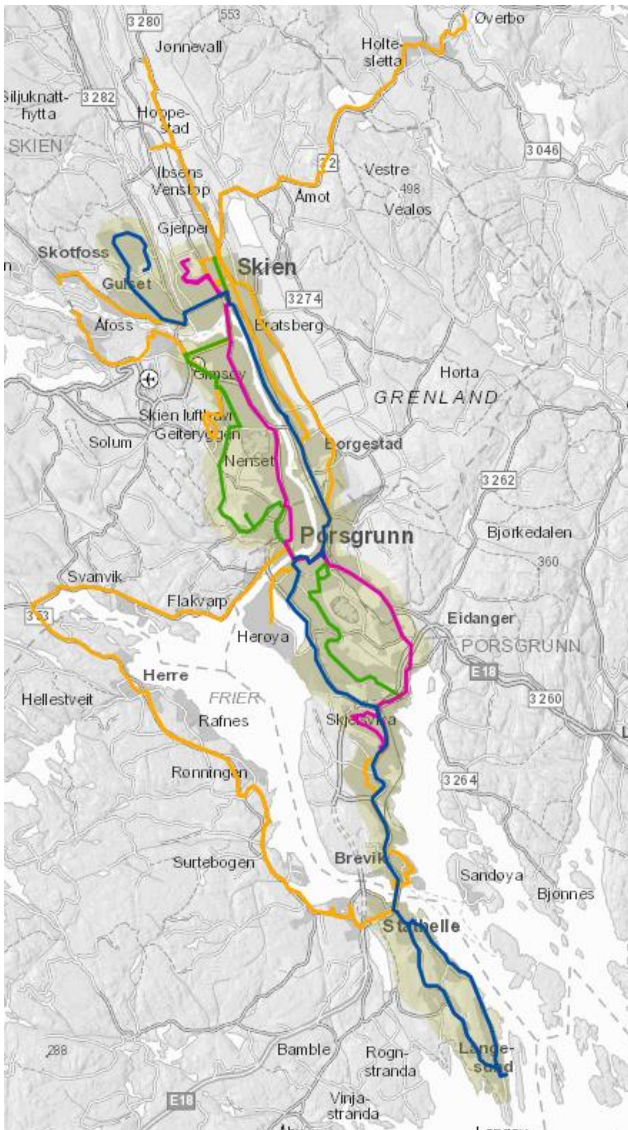 553
Øverbø
3 280
Jønnevall
Holte-
sletta
Siljuknatt-
hytta
3 282
Hoppe-
stad
SKIEN
3 046
32
Ibsens
Venstøp
Vestre
498
Åmot
Vealøs
Gjerpen
Skotfoss
Skien
Gulset
3274
Åfoss
Bratsberg
Horta
Gimsøy
GRENLAND
Skien lufthavn
Geiteryggen
Solum
Borgestad
Nenset
3 262
Porsgrunn
Bjørkedalen
360
Svanvik
Flakvarp
353
Eidanger
Herøya
PORSGRUNN
E18
Herre
FRIER
3 260
Hellestveit
Rafnes
Skjelsvika
Rønningen
3 264
Surtebogen
Brevik
Sandøya
Bjønnes
Stathelle
288
Bamble
Rogn-
stranda
Lange-
sund
E18
Vinja-
stranda